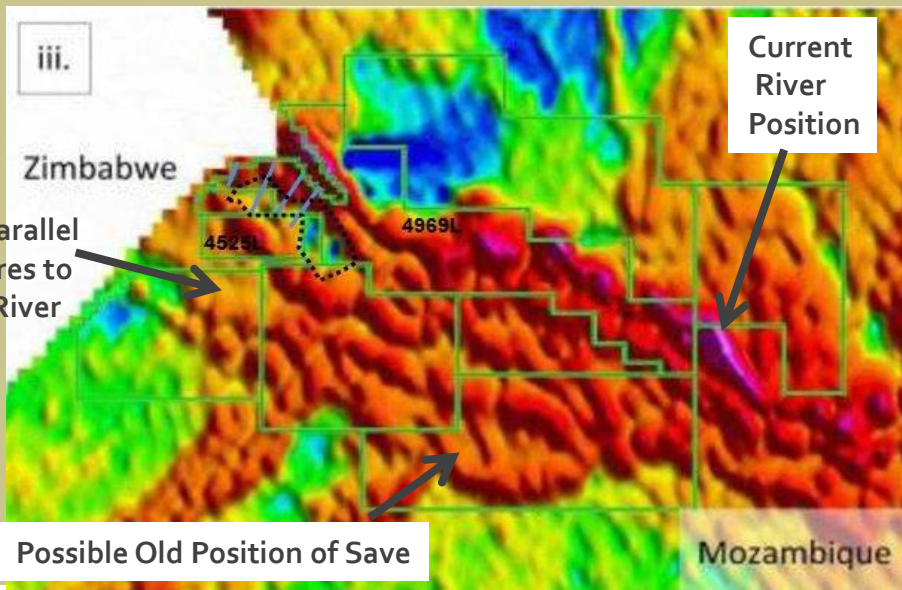 iii.
Current
River
Position
Zimbabwe
arallel
res to
River
4525L
4969L
Possible Old Position of Save
Mozambique